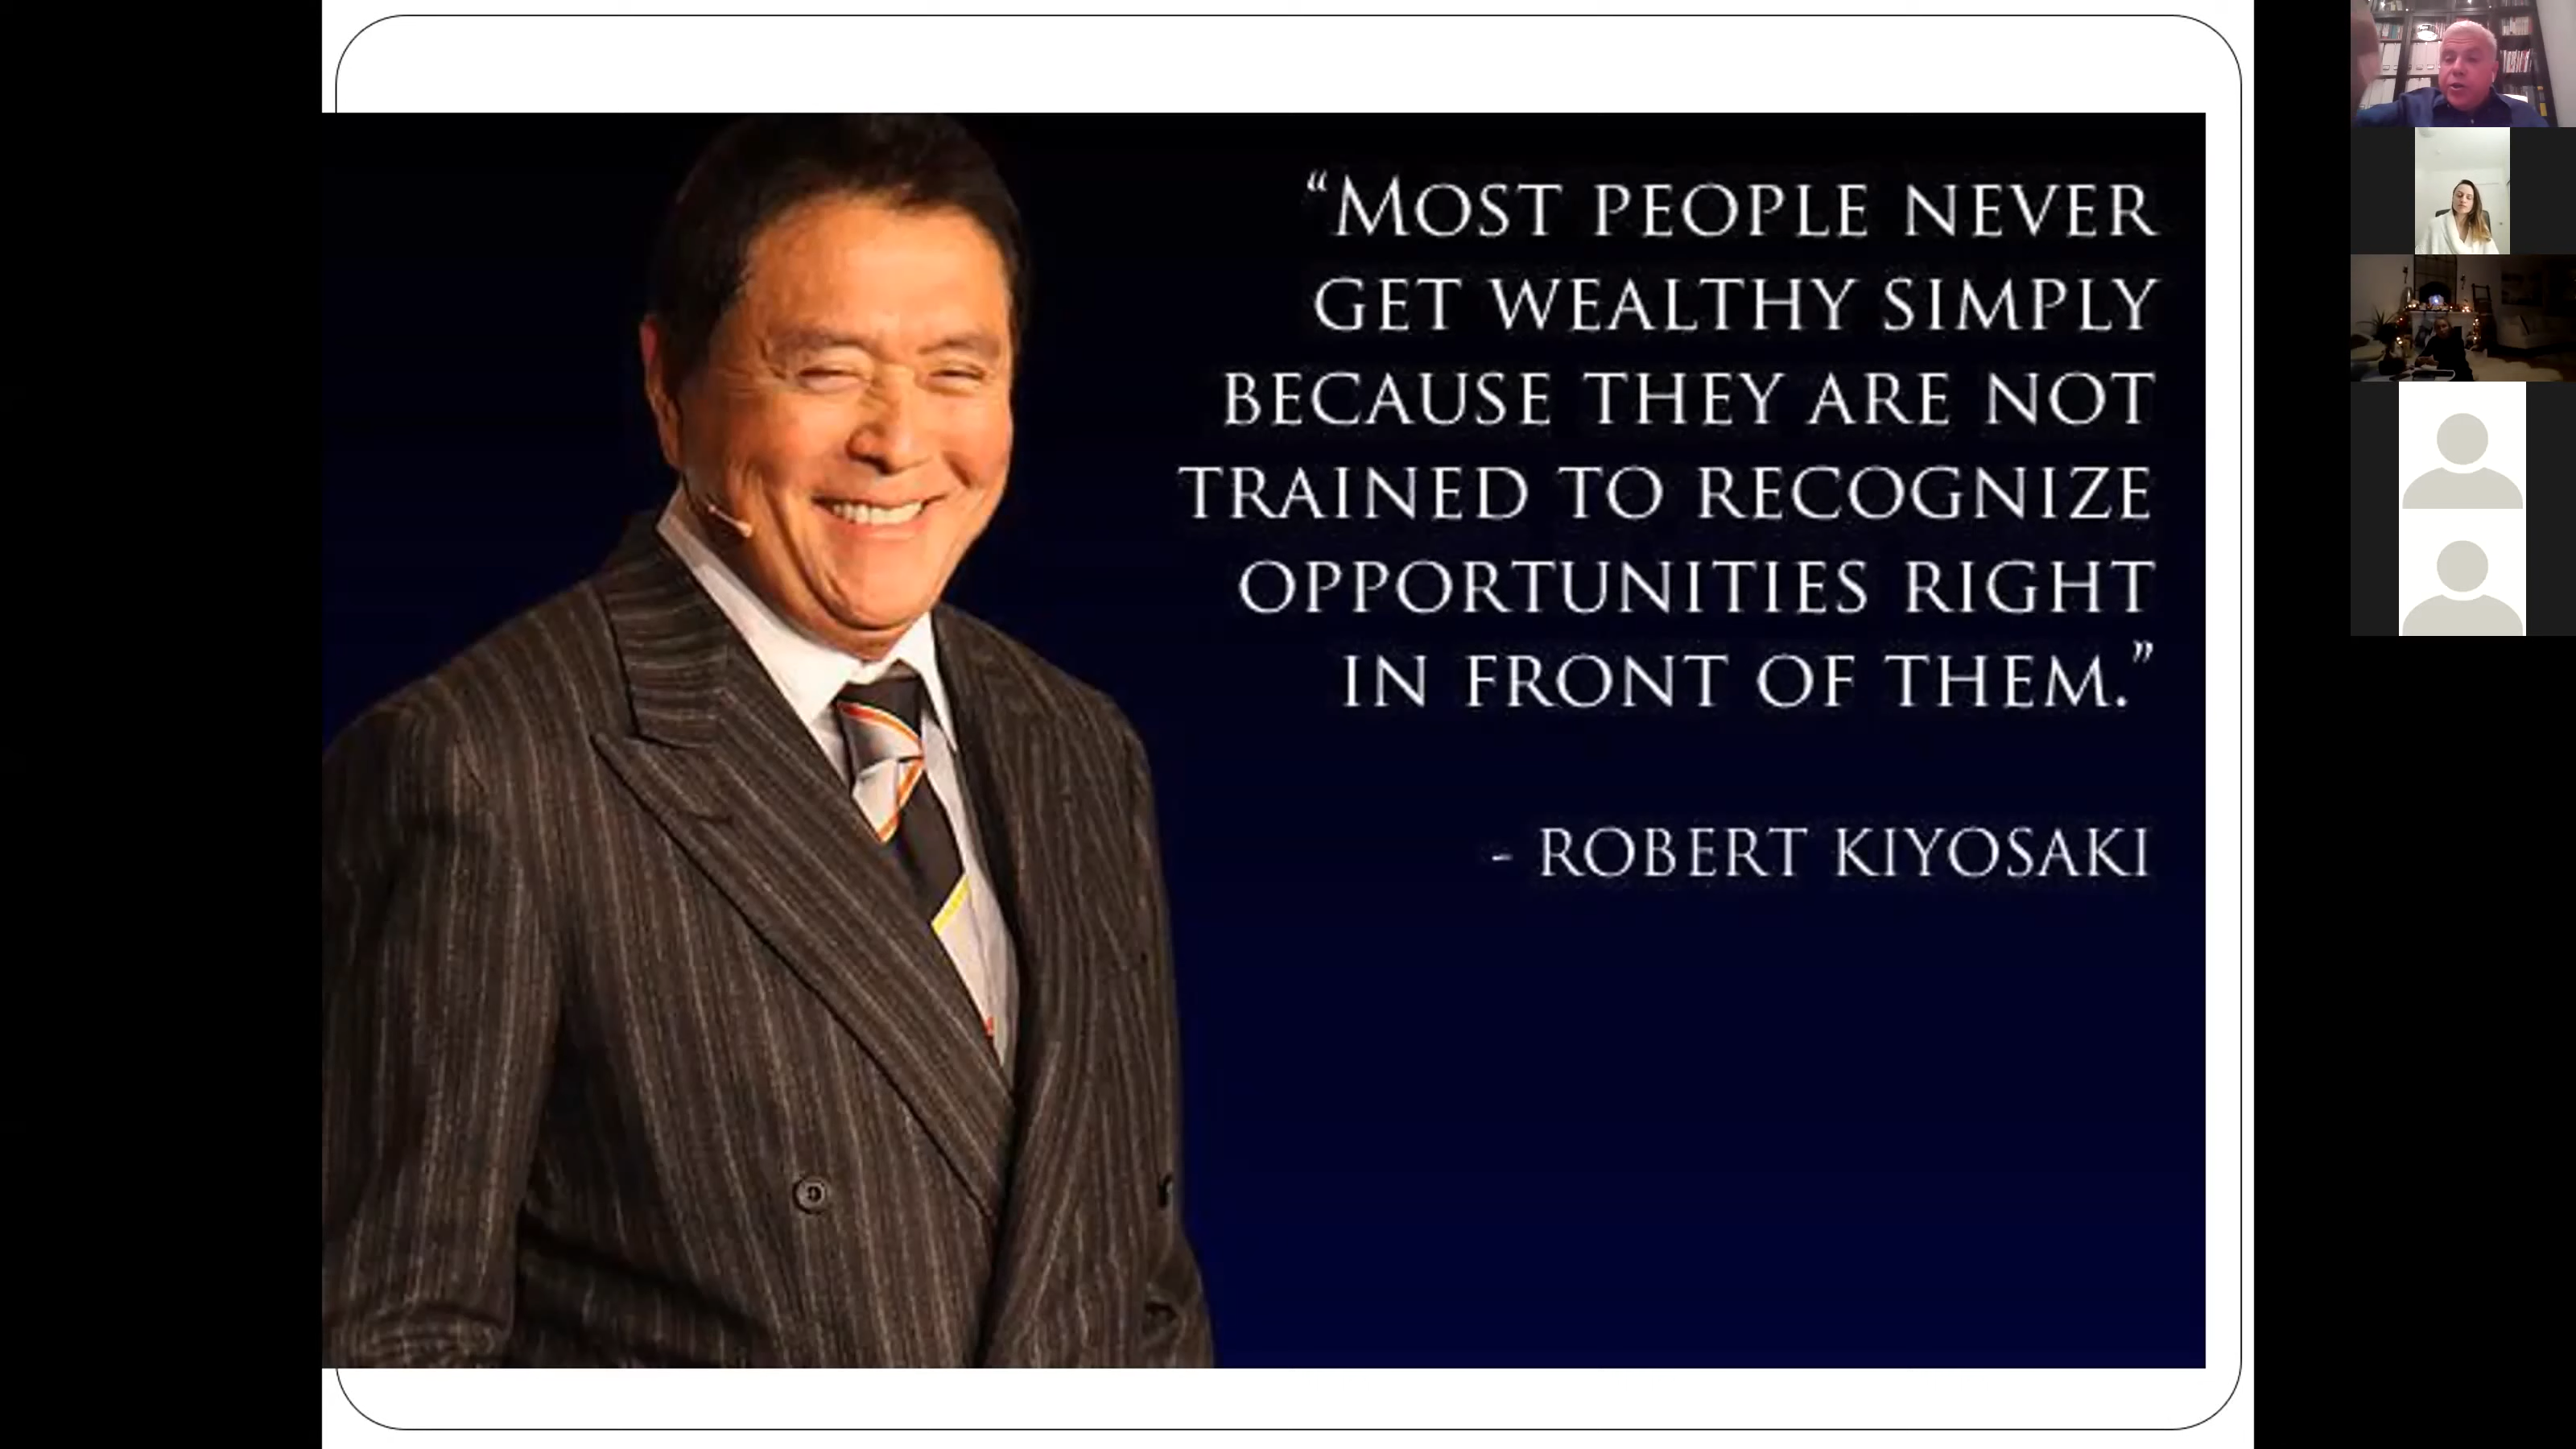 “MOST PEOPLE NEVER
GET WEALTHY SIMPLY
BECAUSE THEY ARE NOT
TRAINED TO RECOGNIZE
OPPORTUNITIES RIGHT
IN FRONT OF THEM.”
- ROBERT KIYOSAKI